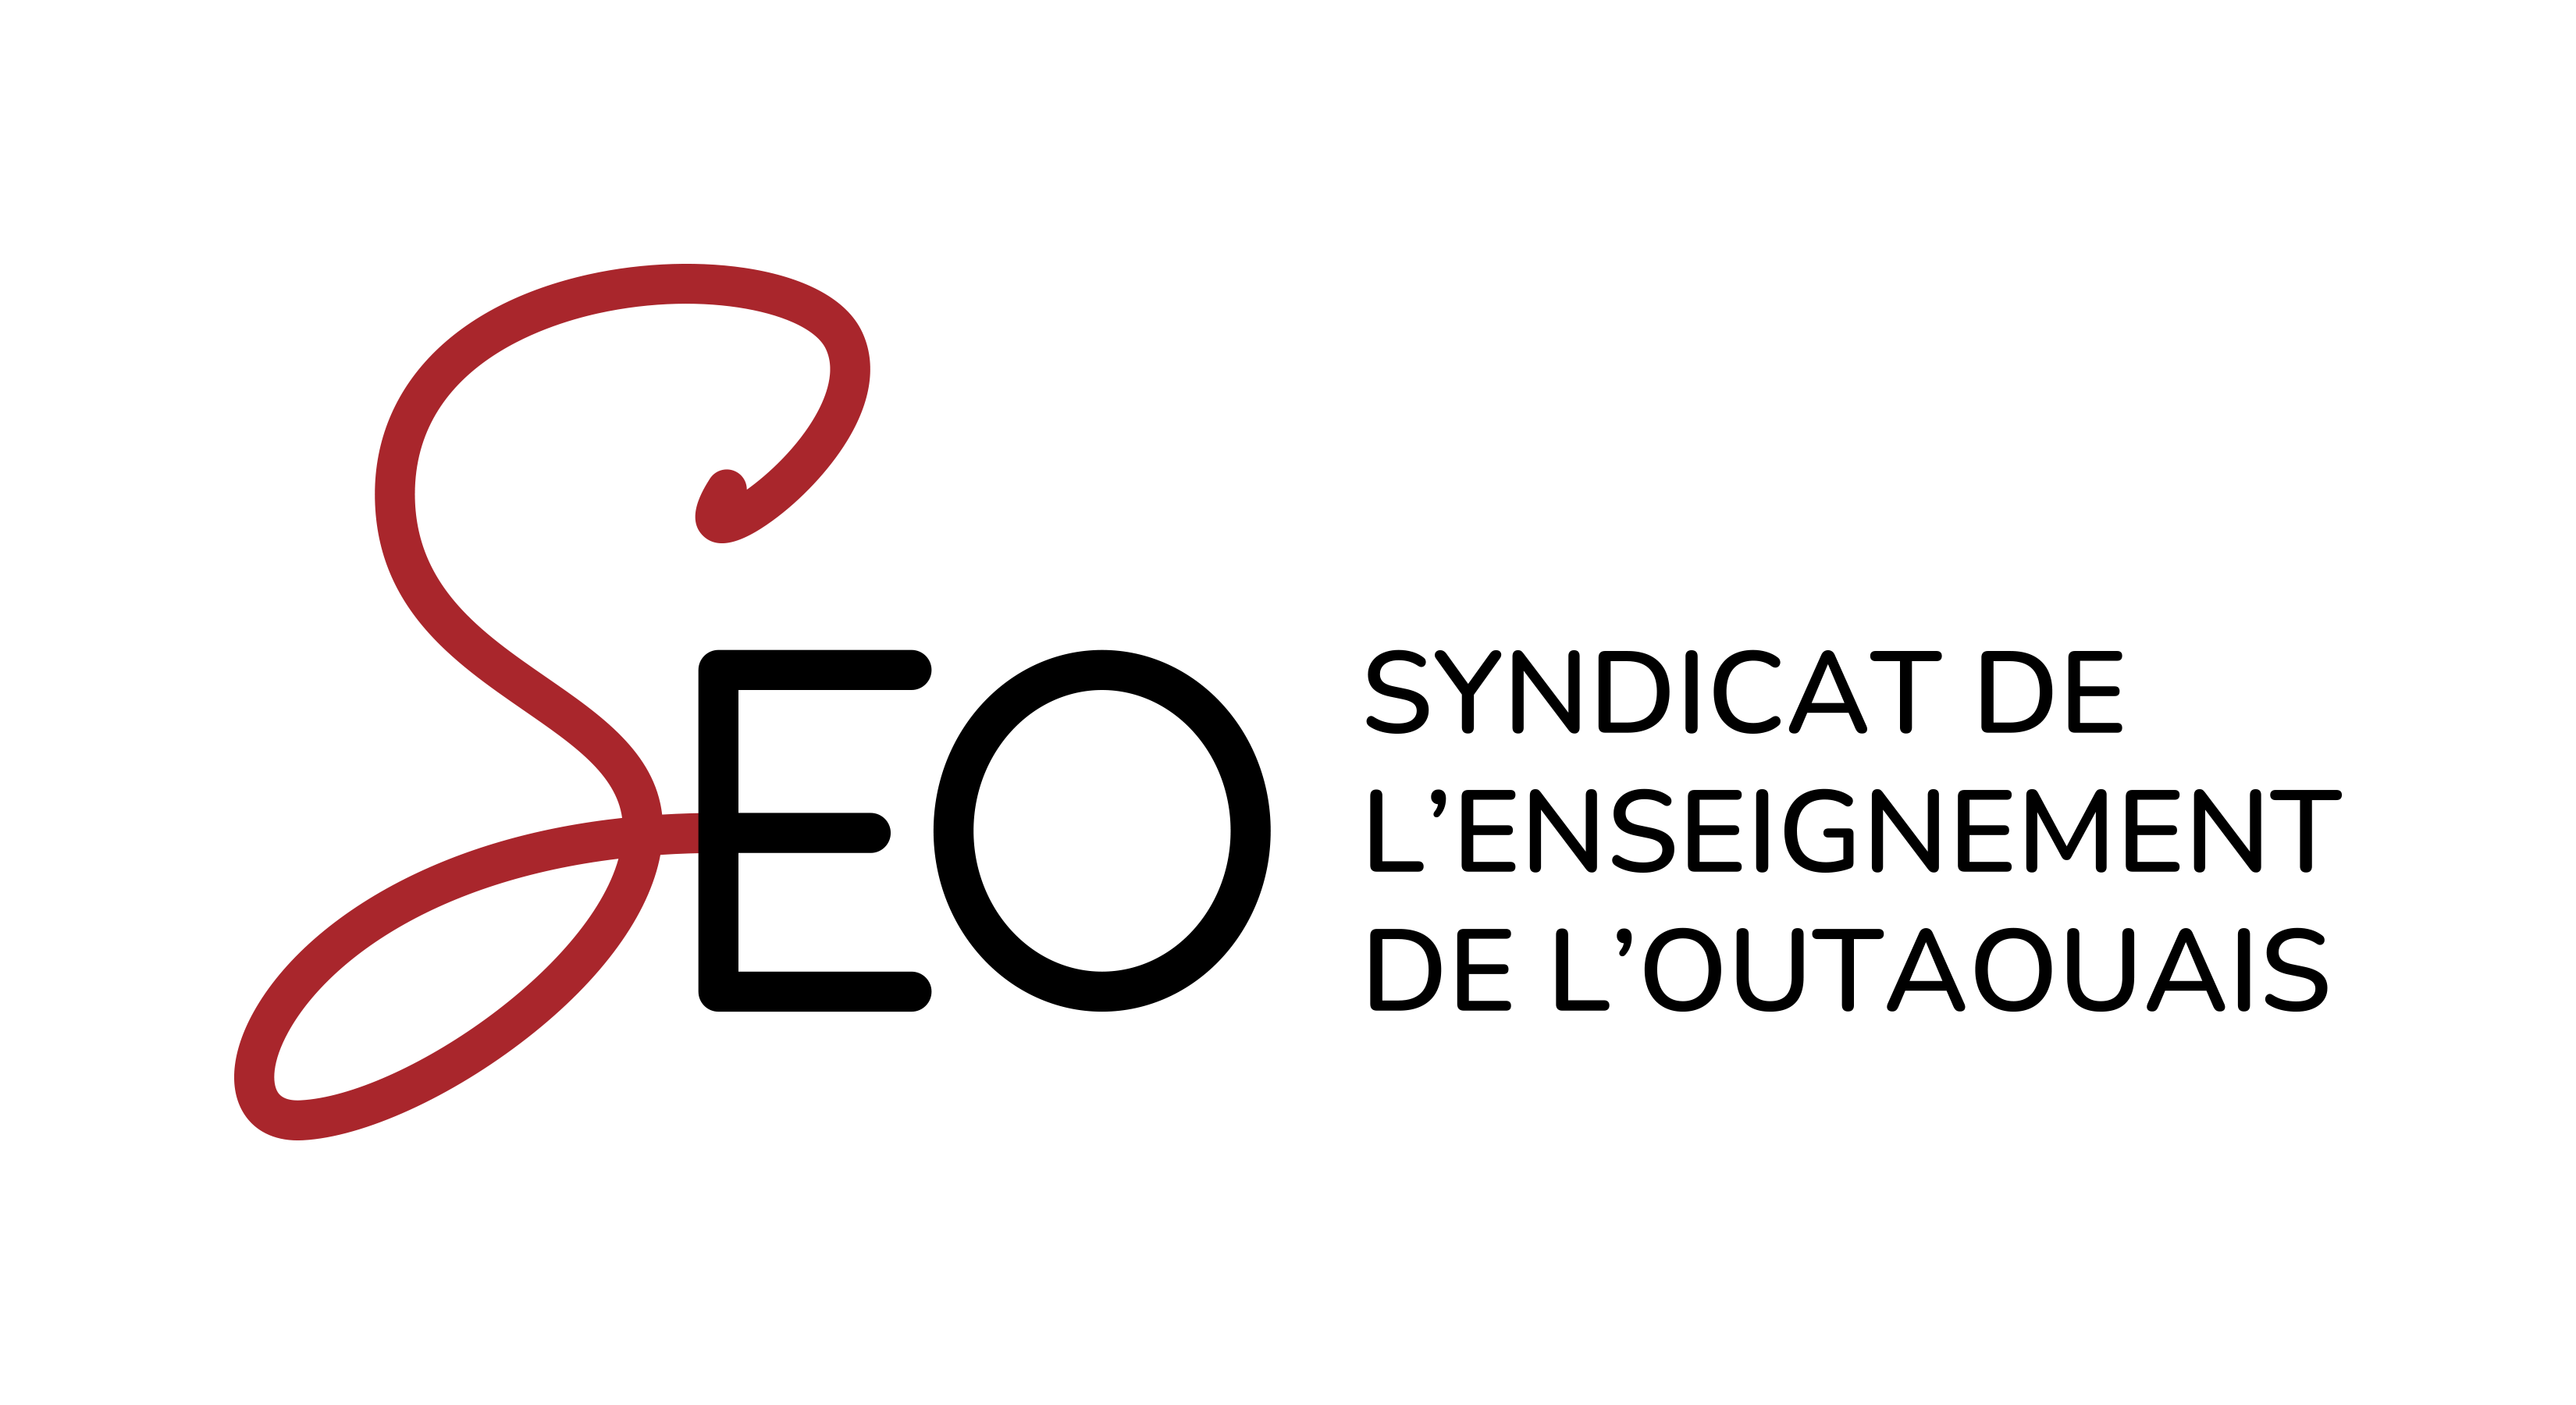 SEO
SYNDICAT DE
L’ENSEIGNEMENT
DE L’OUTAOUAIS